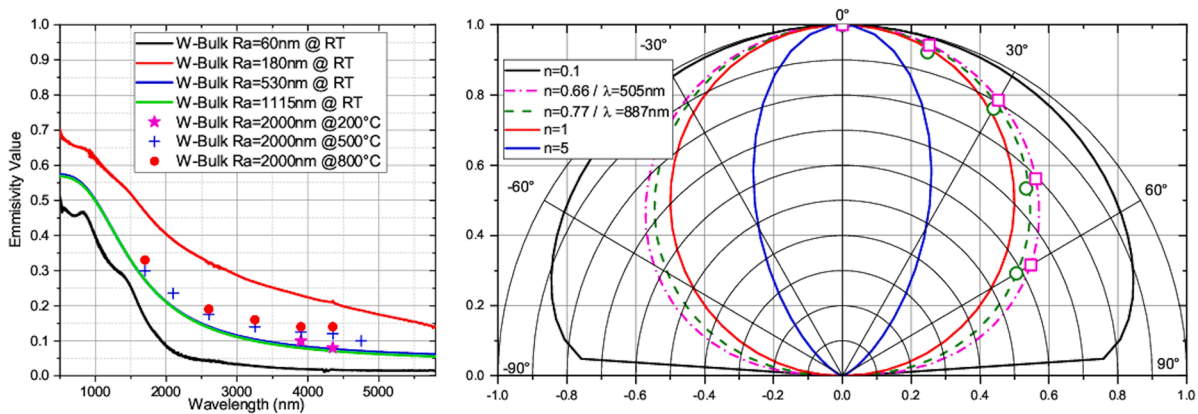 W-Bulk Ra=60nm @ RT
W-Bulk Ra=180nm @ RT
W-Bulk Ra=530nm @ RT
W-Bulk Ra=1115nm @ RT
W-Bulk Ra=2000nm @200°C
W-Bulk Ra=2000nm @500°C
W-Bulk Ra=2000nm @800°C
Emmisivity Value
1.0
0.9
0.8
0.7
0.6
0.5
0.4
0.3
0.2
0.1
0.0
1000 2000 3000 4000 5000
Wavelength (nm)
0°
-30° 30°
-60° 60°
-90° 90°
n=0.1
n=0.66 / λ=505nm
n=0.77 / λ =887nm
n=1
n=5
1.0
0.8
0.6
0.4
0.2
0.0
-1.0 -0.8 -0.6 -0.4 -0.2 0.0 0.2 0.4 0.6 0.8 1.0